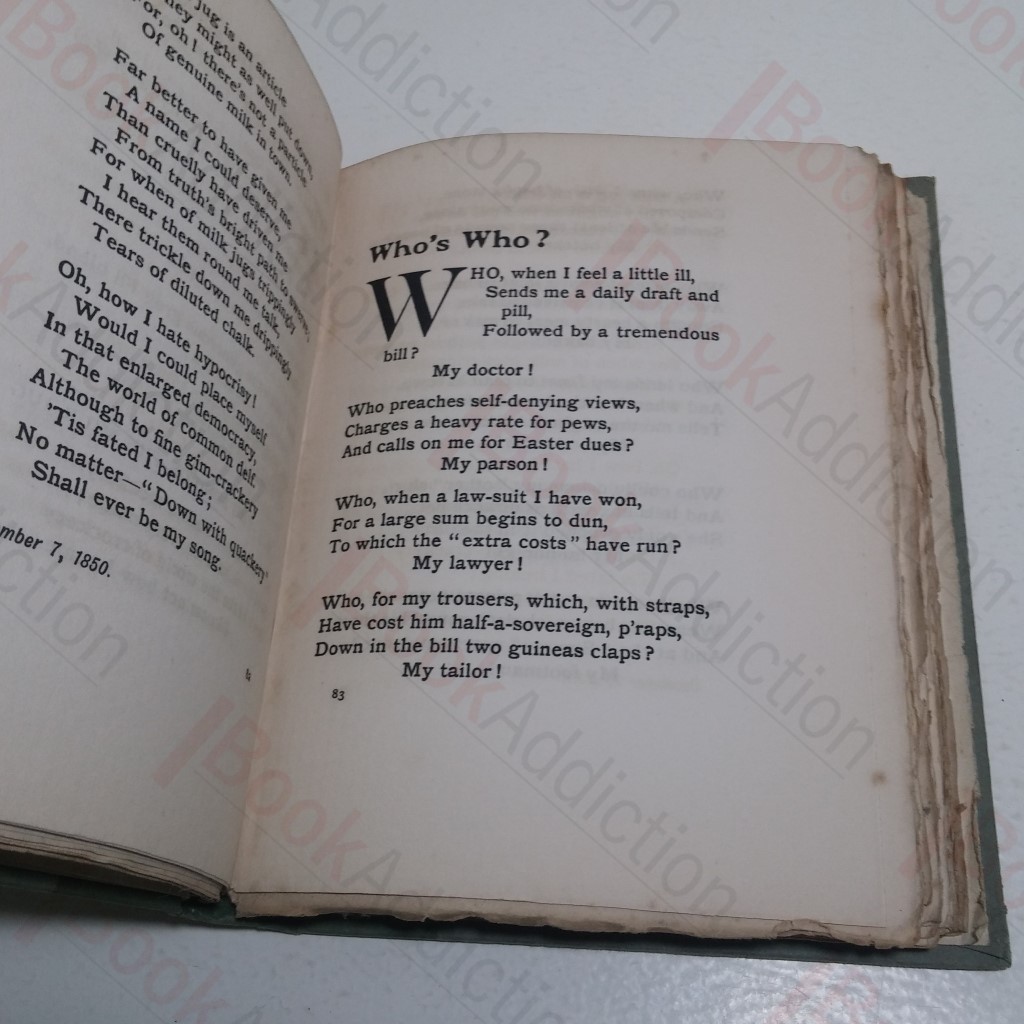 jug is an article
they might as well put down,
For, oh! there's not a particle
Of genuine milk in town.
Far better to have given me
A name I could deserve,
Than cruelly have driven me
From truth's bright path to swerve,
For when of milk jugs trippingly
I hear them round me talk,
There trickle down me drippingly
Tears of diluted chalk.
Oh, how I hate hypocrisy!
Would I could place myself
In that enlarged democracy,
The world of common delf.
Although to fine gim-crackery
'Tis fated I belong;
No matter—"Down with quackery"
Shall ever be my song.
mber 7, 1850.
Who's Who?
WHO, when I feel a little ill,
Sends me a daily draft and
pill,
Followed by a tremendous
bill?
My doctor!
Who preaches self-denying views,
Charges a heavy rate for pews,
And calls on me for Easter dues?
My parson!
Who, when a law-suit I have won,
For a large sum begins to dun,
To which the "extra costs" have run?
My lawyer!
Who, for my trousers, which, with straps,
Have cost him half-a-sovereign, p'raps,
Down in the bill two guineas claps?
My tailor!
83
BookAddiction